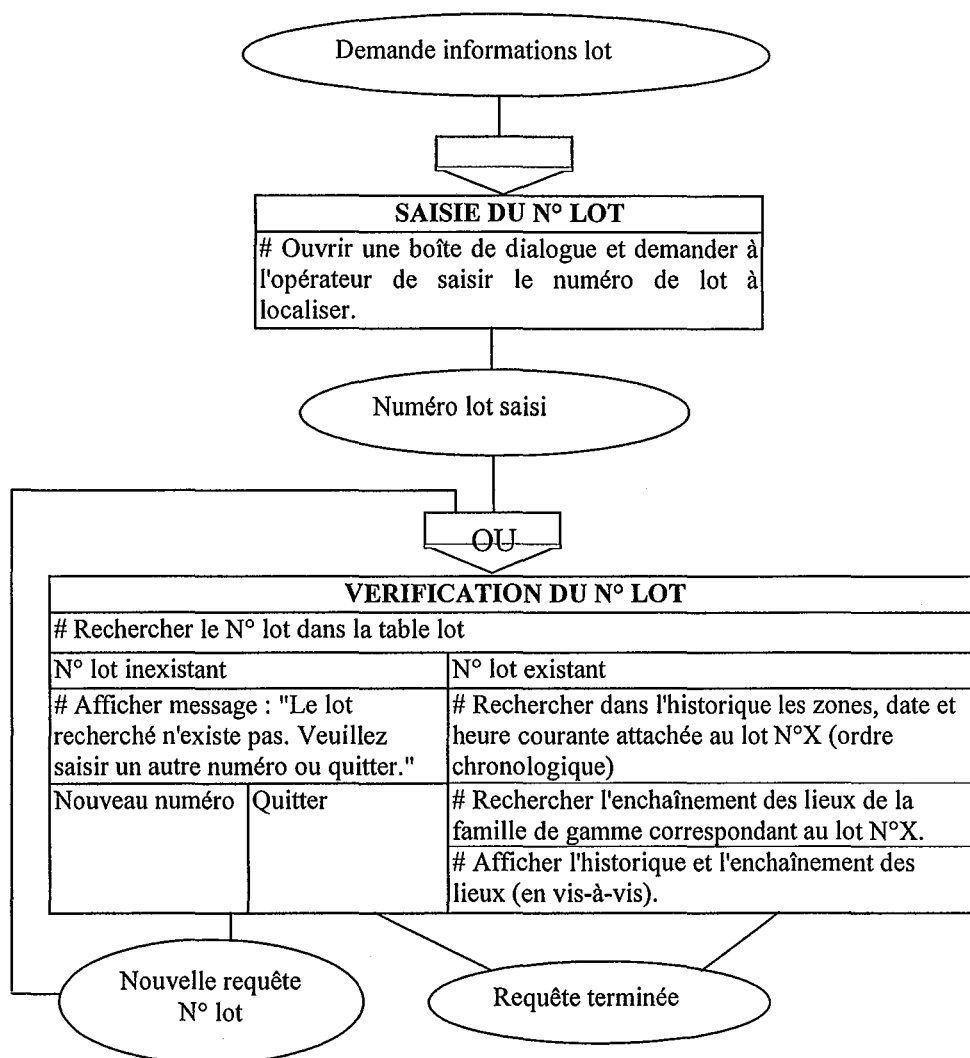 Demande informations lot
SAISIE DU N° LOT
# Ouvrir une boîte de dialogue et demander à
l'opérateur de saisir le numéro de lot à
localiser.
Numéro lot saisi
OU
VERIFICATION DU N° LOT
# Rechercher le N° lot dans la table lot
N° lot inexistant
# Afficher message : "Le lot
recherché n'existe pas. Veuillez
saisir un autre numéro ou quitter."
Nouveau numéro
Quitter
N° lot existant
# Rechercher dans l'historique les zones, date et
heure courante attachée au lot N°X (ordre
chronologique)
# Rechercher l'enchaînement des lieux de la
famille de gamme correspondant au lot N°X.
# Afficher l'historique et l'enchaînement des
lieux (en vis-à-vis).
Nouvelle requête
N° lot
Requête terminée